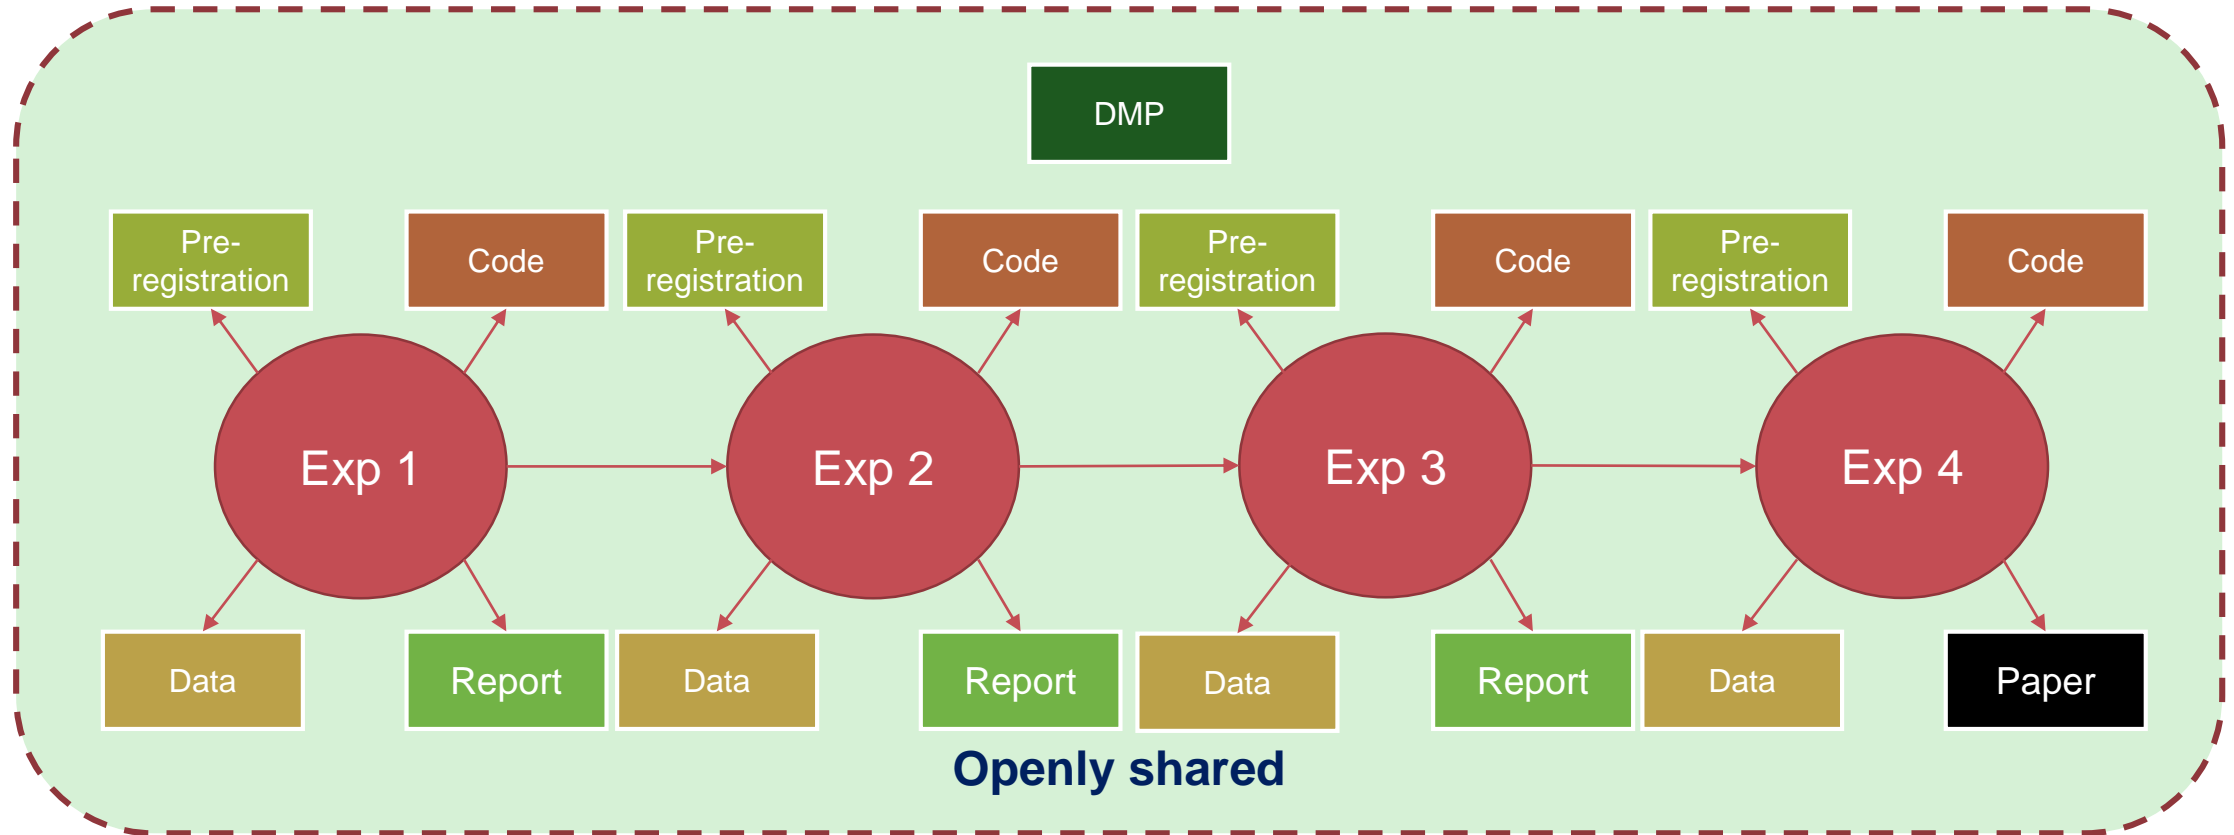 DMP
Pre-
registration
Code
Pre-
registration
Code
Pre-
registration
Code
Pre-
registration
Code
Exp 1
Exp 2
Exp 3
Exp 4
Data
Report
Data
Report
Data
Report
Data
Paper
Openly shared